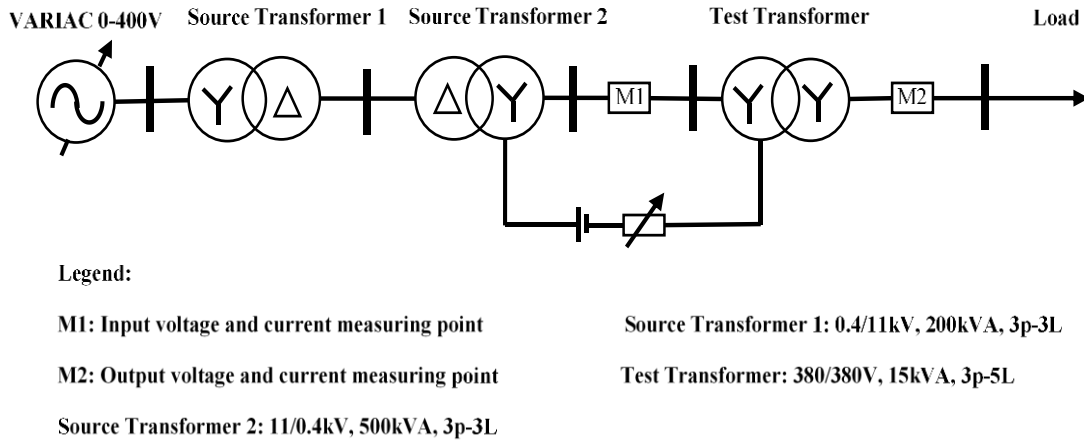 VARIAC 0-400V Source Transformer 1 Source Transformer 2 Test Transformer Load
M1 M2
Legend:
M1: Input voltage and current measuring point Source Transformer 1: 0.4/11kV, 200kVA, 3p-3L
M2: Output voltage and current measuring point Test Transformer: 380/380V, 15kVA, 3p-5L
Source Transformer 2: 11/0.4kV, 500kVA, 3p-3L